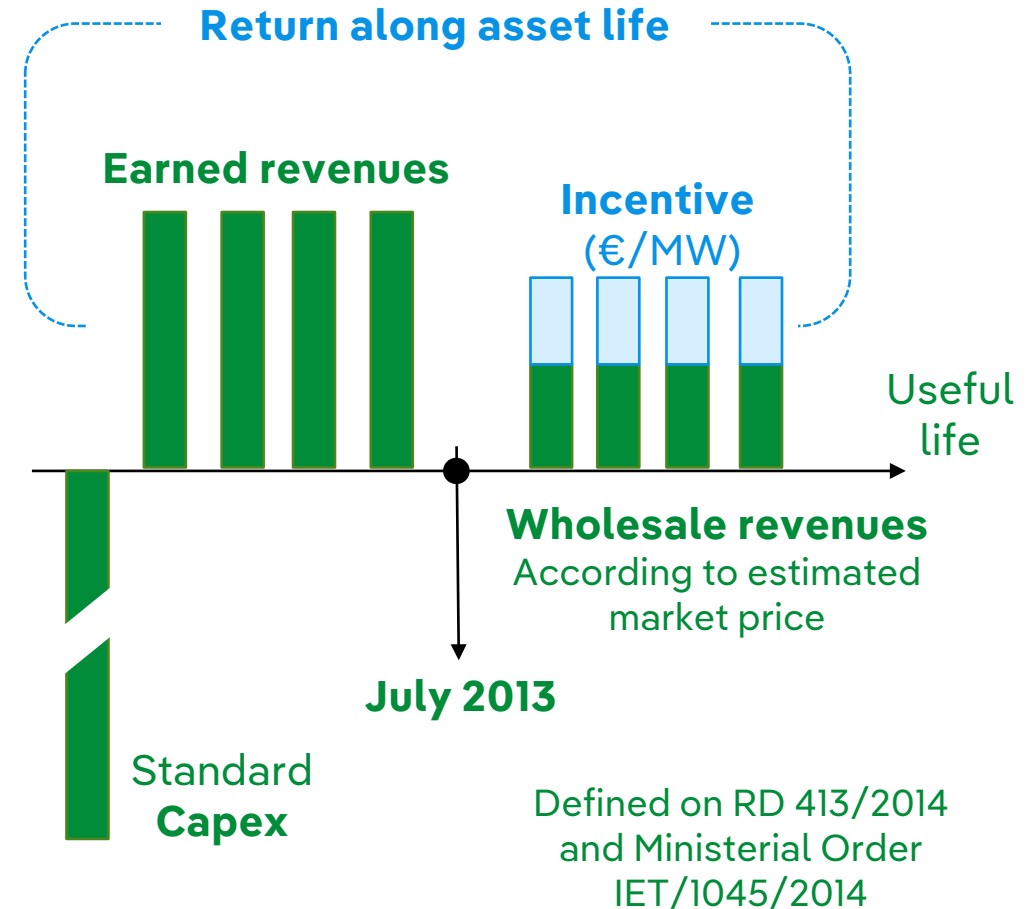 Return along asset life
Earned revenues
Incentive
(€/MW)
Useful
life
Wholesale revenues
According to estimated
market price
July 2013
Standard
Capex
Defined on RD 413/2014
and Ministerial Order
IET/1045/2014